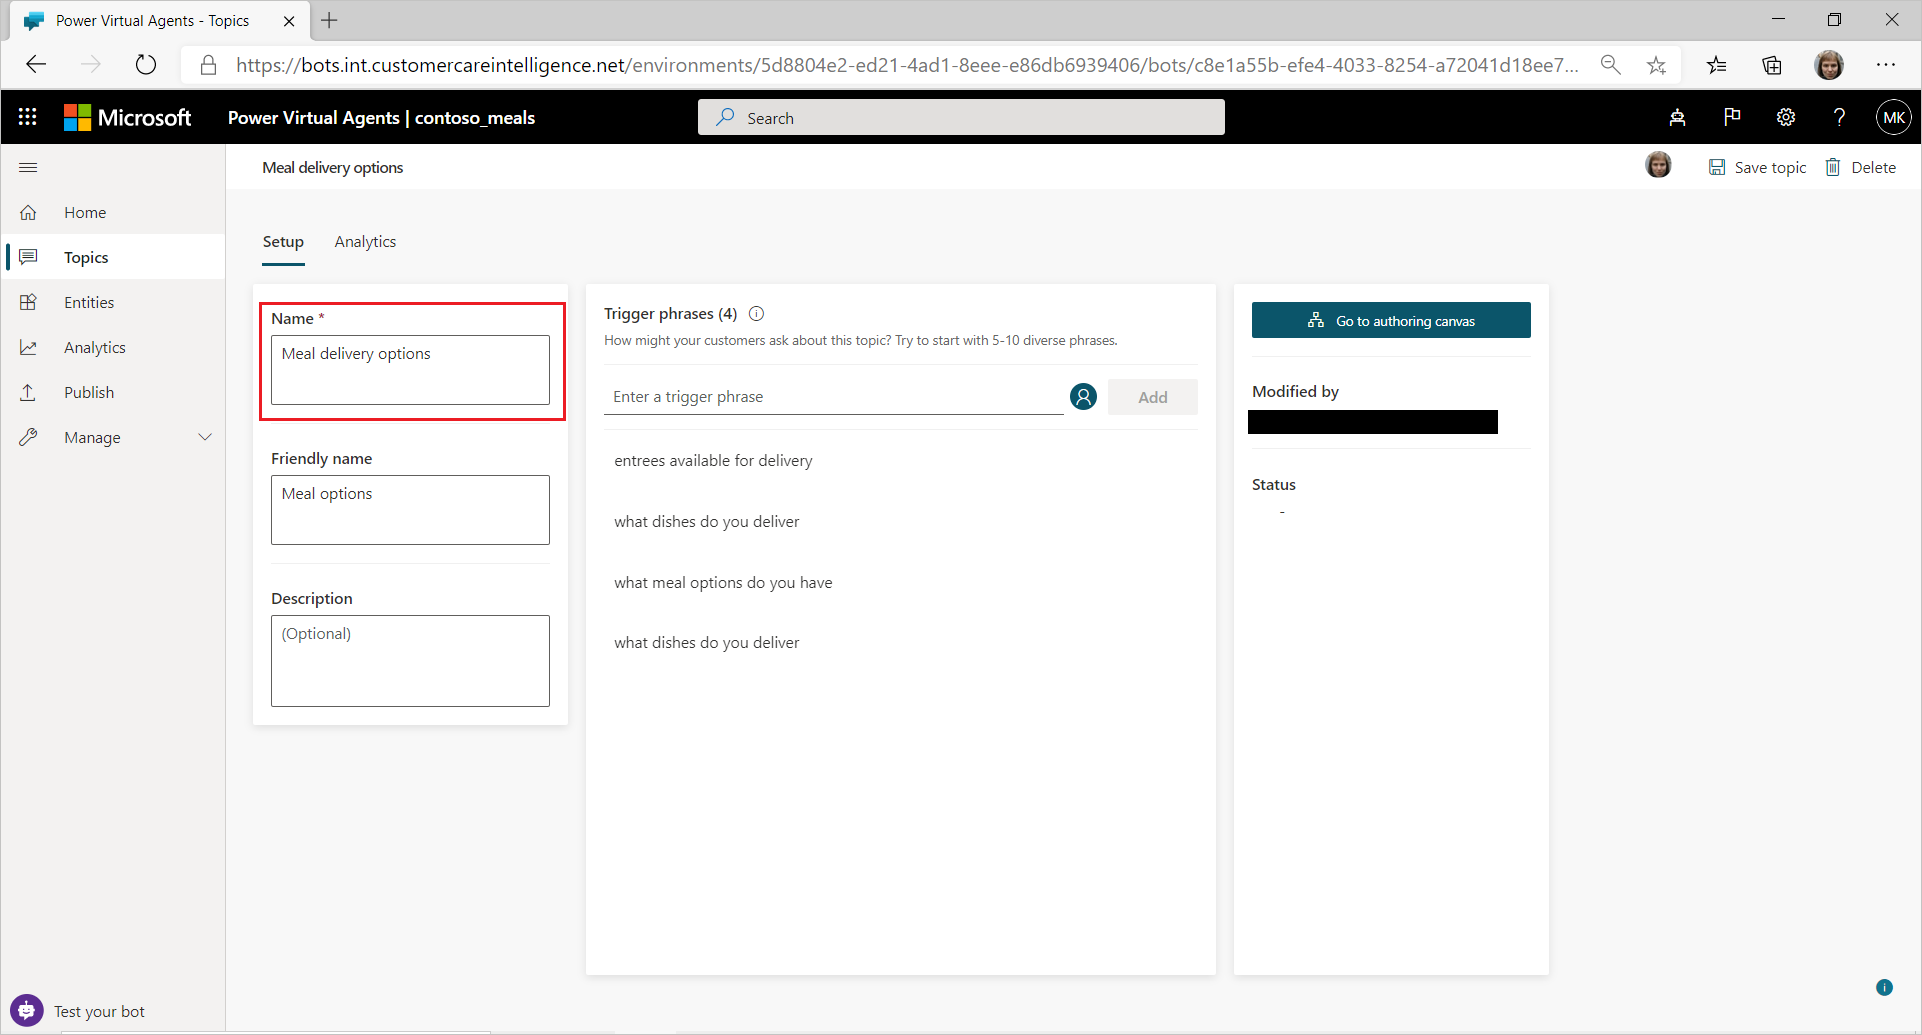 Power Virtual Agents - Topics
https://bots.int.customercareintelligence.net/environments/5d8804e2-ed21-4ad1-8eee-e86db6939406/bots/c8e1a55b-efe4-4033-8254-a72041d18ee7...
Microsoft
Power Virtual Agents | contoso_meals
Search
MK
Meal delivery options
Save topic
Delete
Home
Topics
Entities
Analytics
Publish
Manage
Test your bot
Setup
Analytics
Name *
Meal delivery options
Friendly name
Meal options
Description
(Optional)
Trigger phrases (4)
How might your customers ask about this topic? Try to start with 5-10 diverse phrases.
Enter a trigger phrase
Add
entrees available for delivery
what dishes do you deliver
what meal options do you have
what dishes do you deliver
Go to authoring canvas
Modified by
Status
-